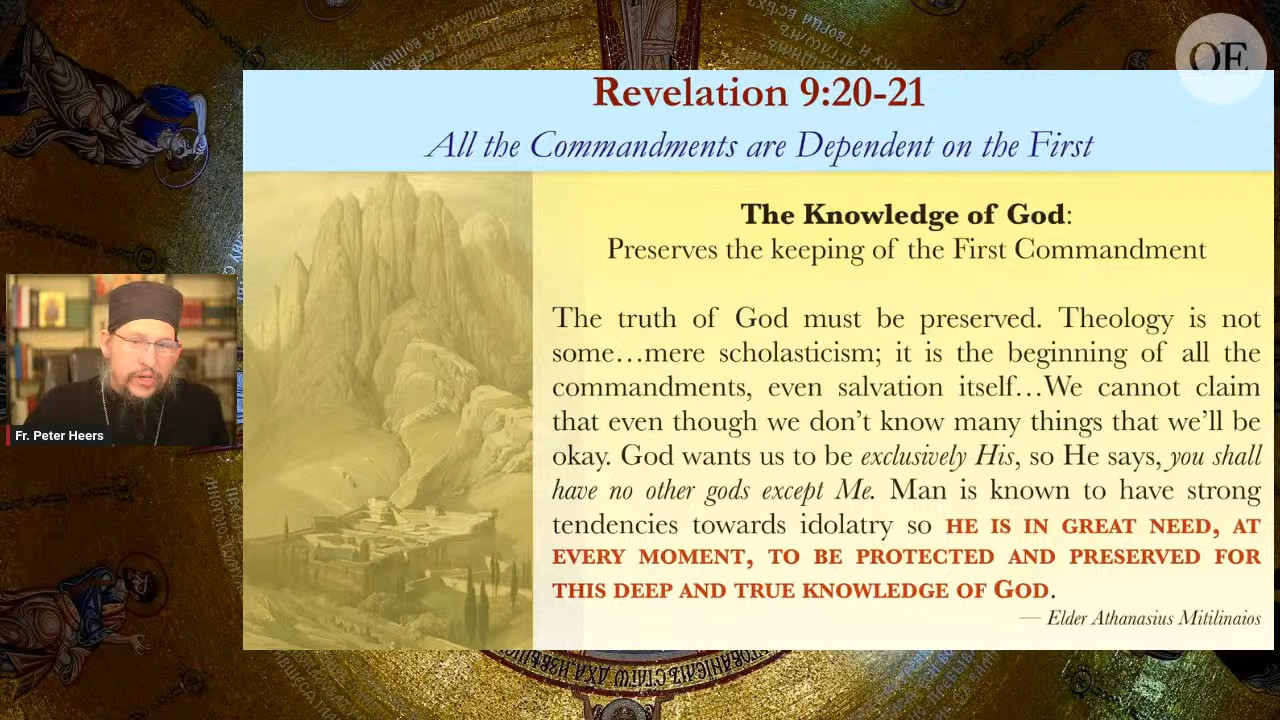 OE
Revelation 9:20-21
All the Commandments are Dependent on the First
The Knowledge of God:
Preserves the keeping of the First Commandment
The truth of God must be preserved. Theology is not
some…mere scholasticism; it is the beginning of all the
commandments, even salvation itself…We cannot claim
that even though we don’t know many things that we’ll be
okay. God wants us to be exclusively His, so He says, you shall
have no other gods except Me. Man is known to have strong
tendencies towards idolatry so HE IS IN GREAT NEED, AT
EVERY MOMENT, TO BE PROTECTED AND PRESERVED FOR
THIS DEEP AND TRUE KNOWLEDGE OF GOD.
— Elder Athanasius Mitilinaios
Fr. Peter Heers